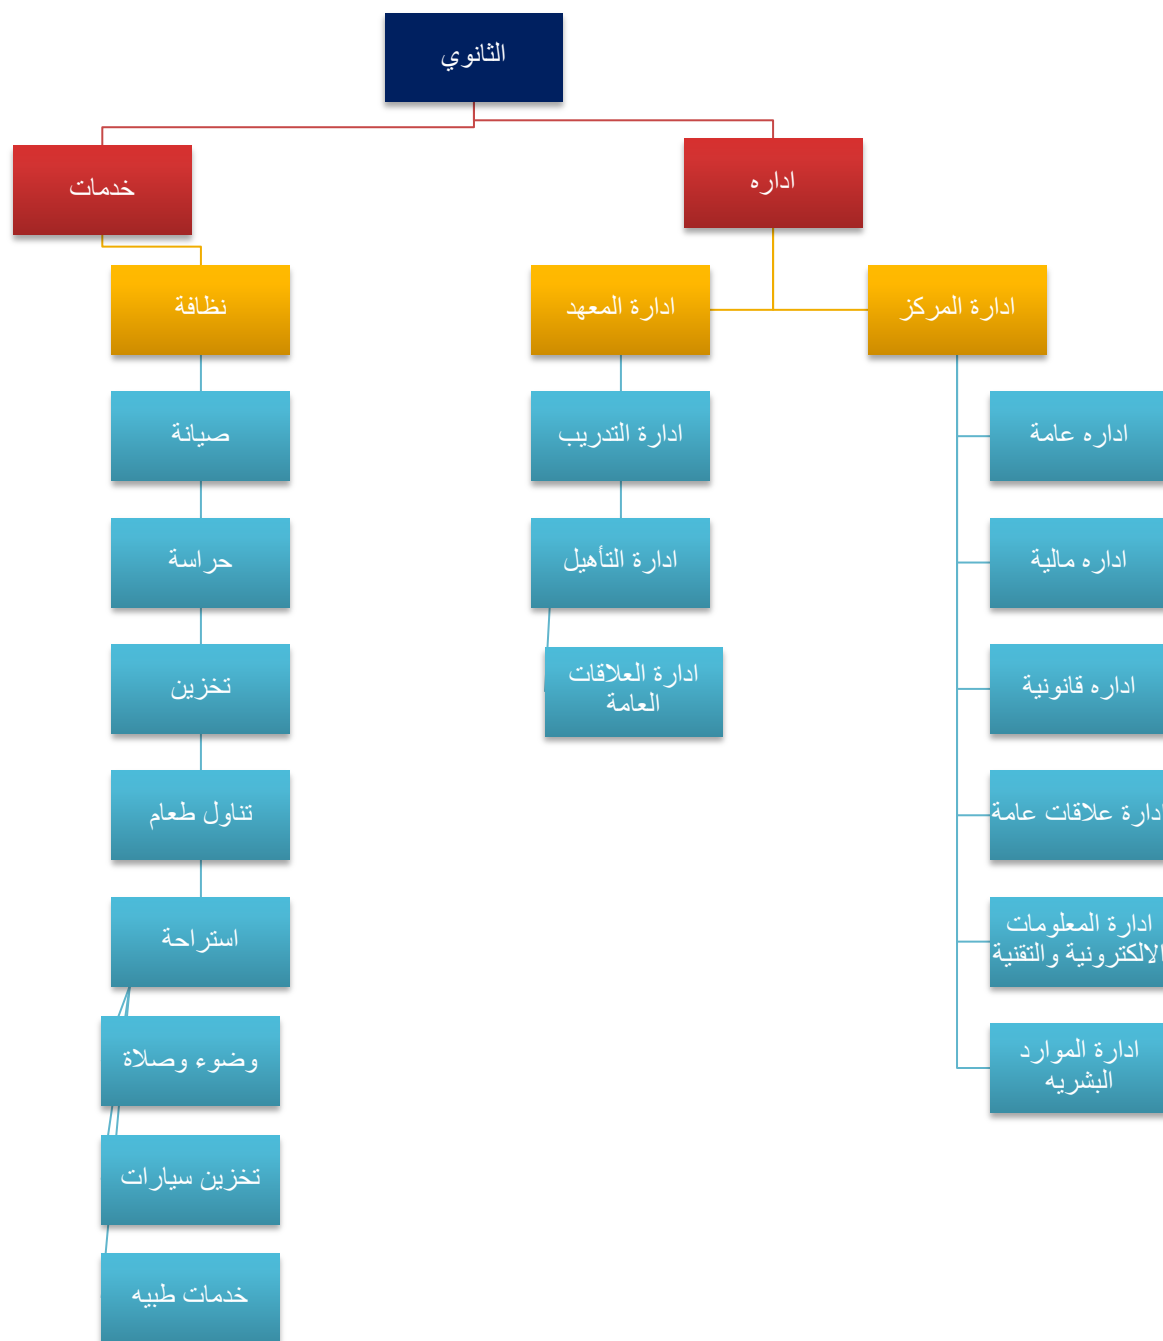 الثانوي
اداره
خدمات
ادارة المركز
ادارة المعهد
نظافة
اداره عامة
ادارة التدريب
صيانة
اداره مالية
ادارة التأهيل
حراسة
اداره قانونية
ادارة العلاقات
العامة
تخزين
ادارة علاقات عامة
تناول طعام
ادارة المعلومات
الالكترونية والتقنية
استراحة
ادارة الموارد
البشريه
وضوء وصلاة
تخزين سيارات
خدمات طبيه